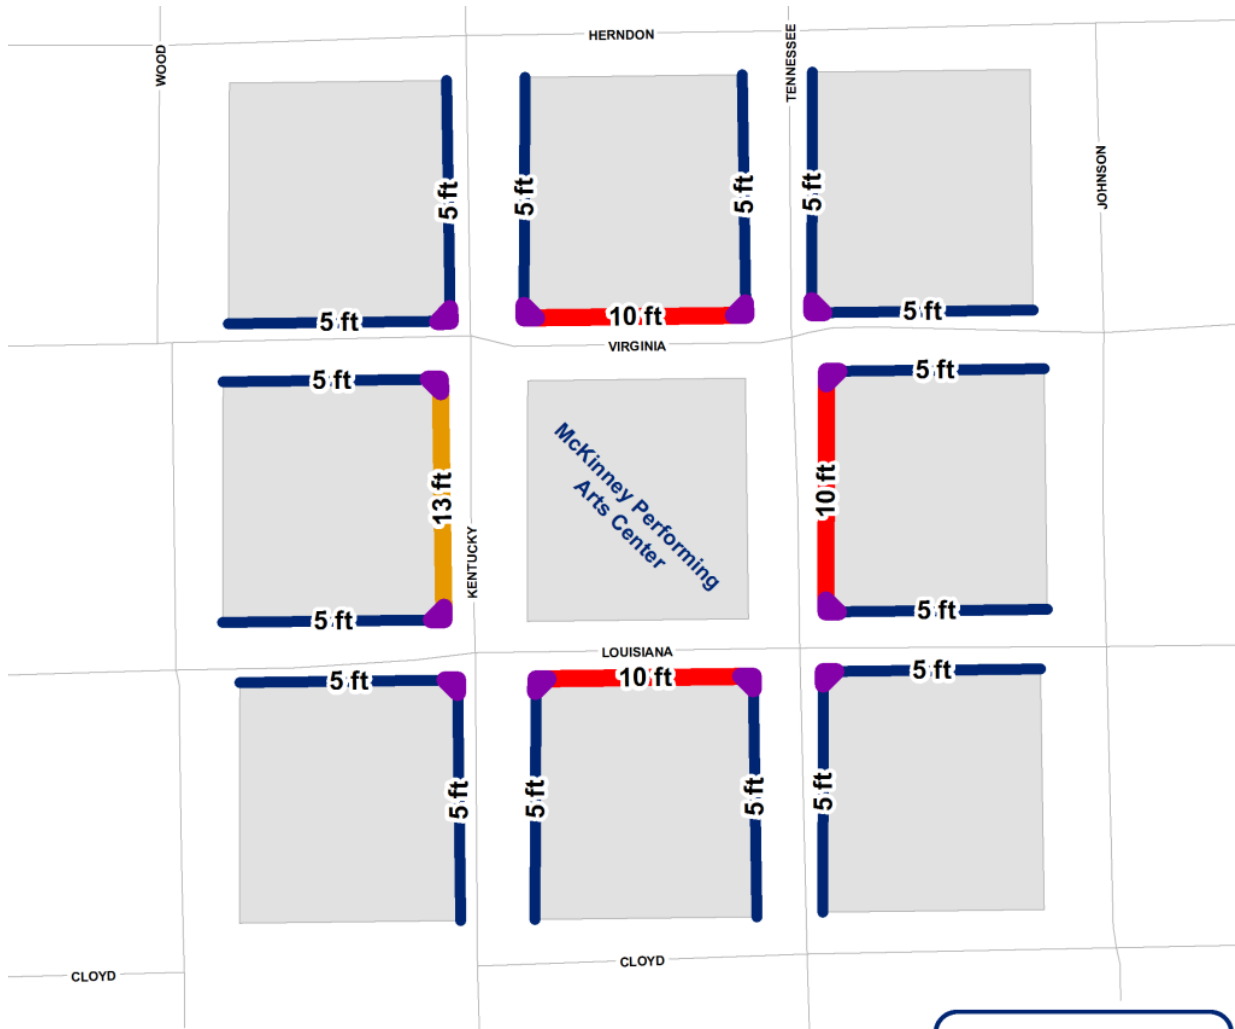 HERNDON
WOOD
TENNESSEE
JOHNSON
5 ft
5 ft
5 ft
5 ft
5 ft
10 ft
5 ft
VIRGINIA
5 ft
5 ft
13 ft
McKinney Performing
Arts Center
10 ft
KENTUCKY
5 ft
5 ft
LOUISIANA
5 ft
10 ft
5 ft
5 ft
5 ft
5 ft
5 ft
CLOYD
CLOYD